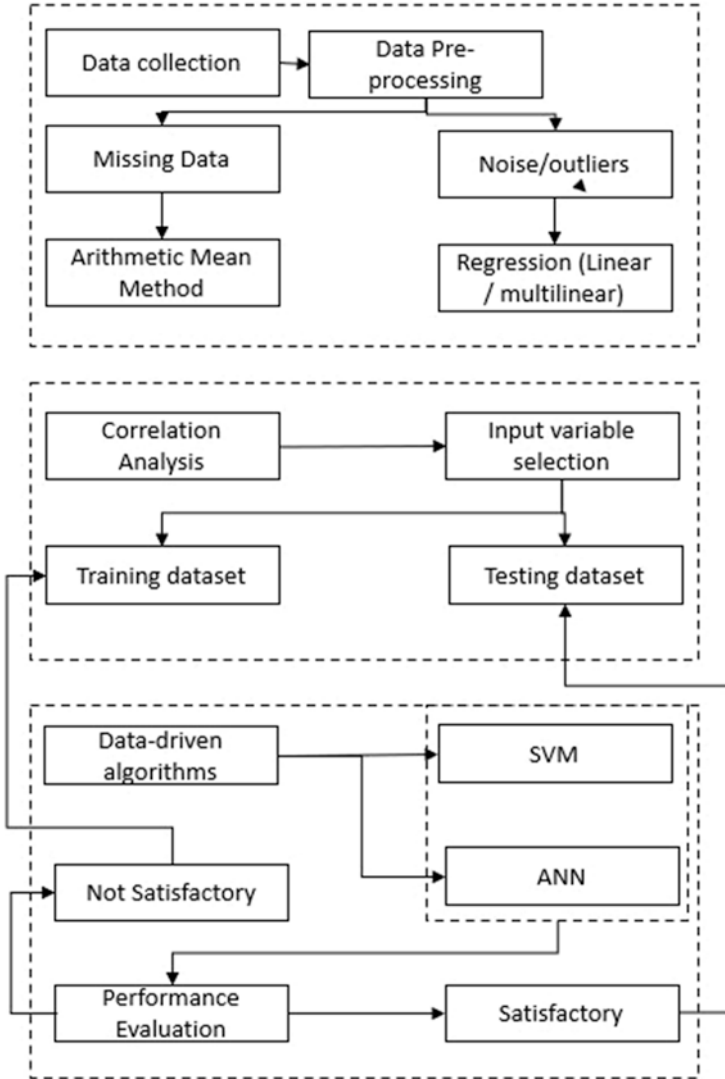 Data collection
Data Pre-
processing
Missing Data
Noise/outliers
Arithmetic Mean
Method
Regression (Linear
/ multilinear)
Correlation
Analysis
Input variable
selection
Training dataset
Testing dataset
Data-driven
algorithms
SVM
ANN
Not Satisfactory
Performance
Evaluation
Satisfactory